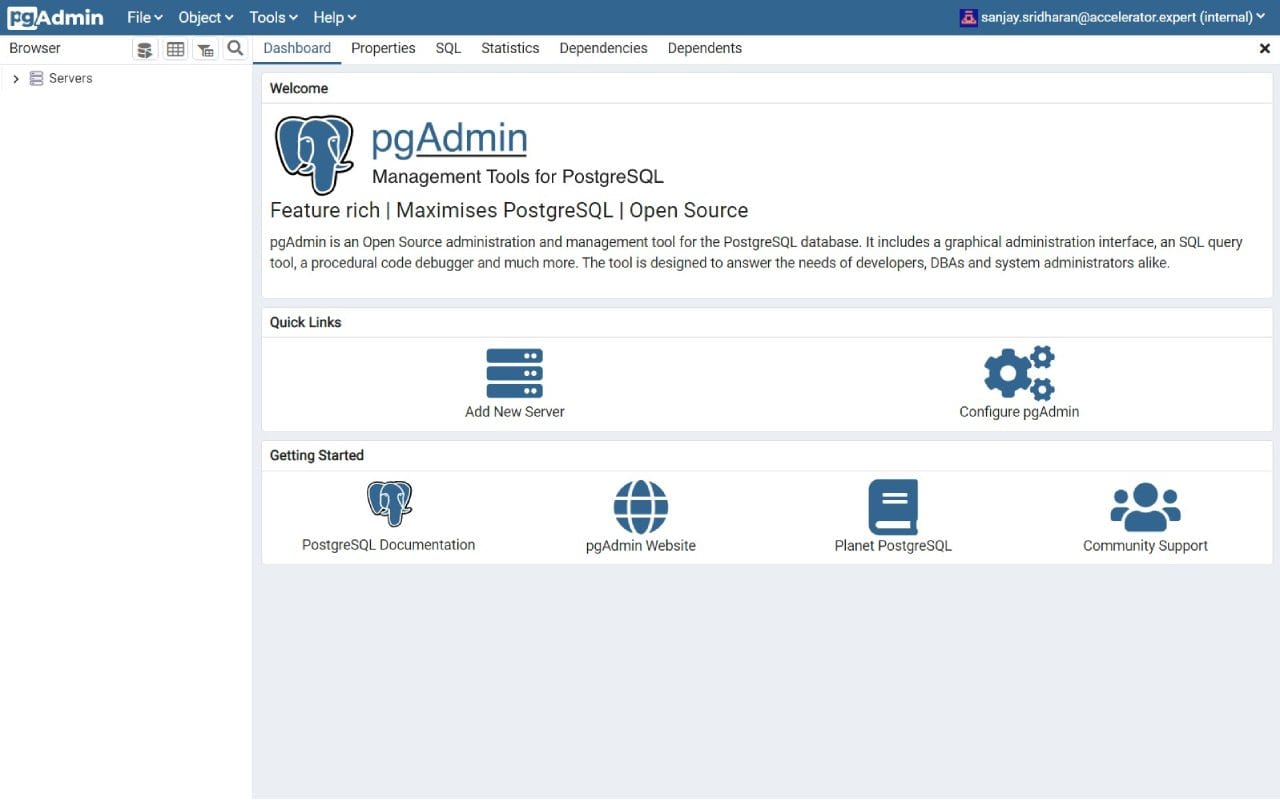 pgAdmin File Object Tools Help sanjay.sridharan@accelerator.expert (internal)
Browser Dashboard Properties SQL Statistics Dependencies Dependents
Servers
Welcome
pgAdmin
Management Tools for PostgreSQL
Feature rich | Maximises PostgreSQL | Open Source
pgAdmin is an Open Source administration and management tool for the PostgreSQL database. It includes a graphical administration interface, an SQL query
tool, a procedural code debugger and much more. The tool is designed to answer the needs of developers, DBAs and system administrators alike.
Quick Links
Add New Server Configure pgAdmin
Getting Started
PostgreSQL Documentation pgAdmin Website Planet PostgreSQL Community Support